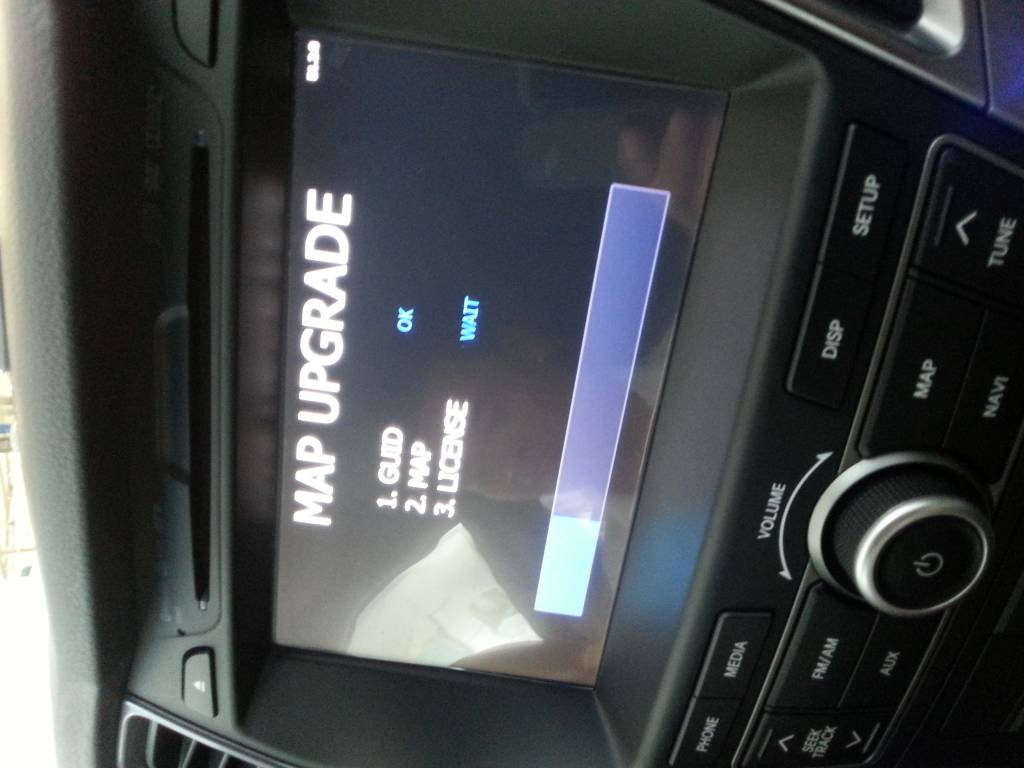 MAP UPGRADE
1. GUID OK
2. MAP
3. LICENSE WAIT
SETUP
DISP
VOLUME
MEDIA
PHONE
TUNE
MAP
NAVI
FM/AM
AUX
SEEK
TRACK